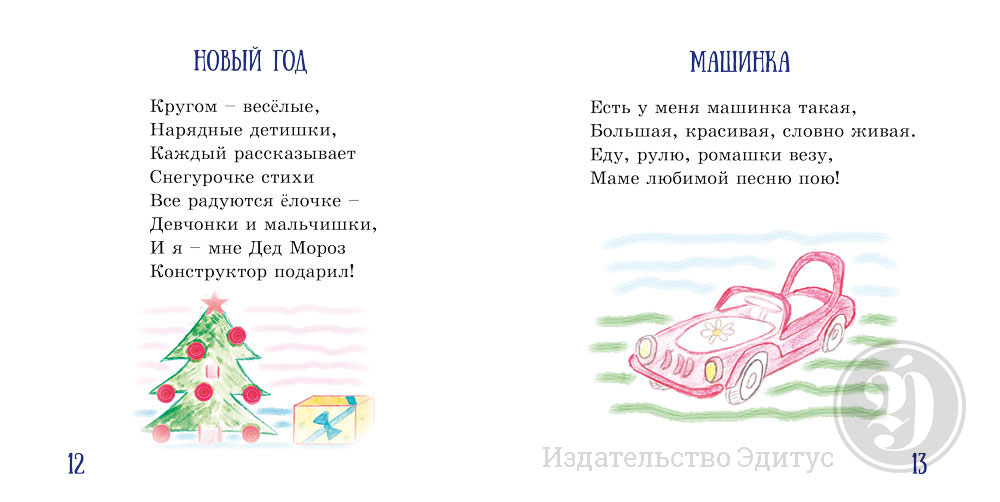 НОВЫЙ ГОД
Кругом – весёлые,
Нарядные детишки,
Каждый рассказывает
Снегурочке стихи
Все радуются ёлочке –
Девчонки и мальчишки,
И я – мне Дед Мороз
Конструктор подарил!
12
МАШИНКА
Есть у меня машинка такая,
Большая, красивая, словно живая.
Еду, рулю, ромашки везу,
Маме любимой песню пою!
Издательство Эдитус
13